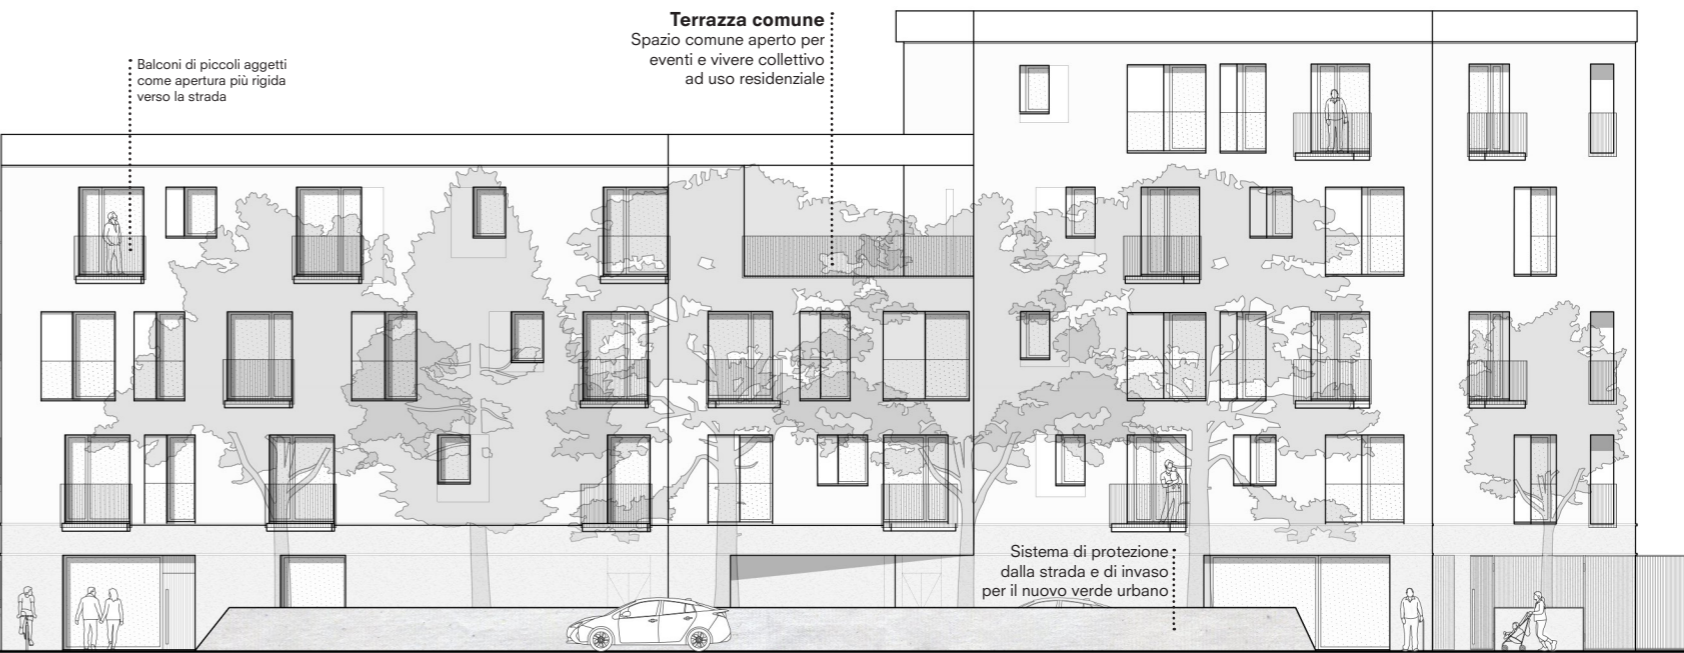 Balconi di piccoli aggetti
come apertura più rigida
verso la strada
Terrazza comune
Spazio comune aperto per
eventi e vivere collettivo
ad uso residenziale
Sistema di protezione
dalla strada e di invaso
per il nuovo verde urbano